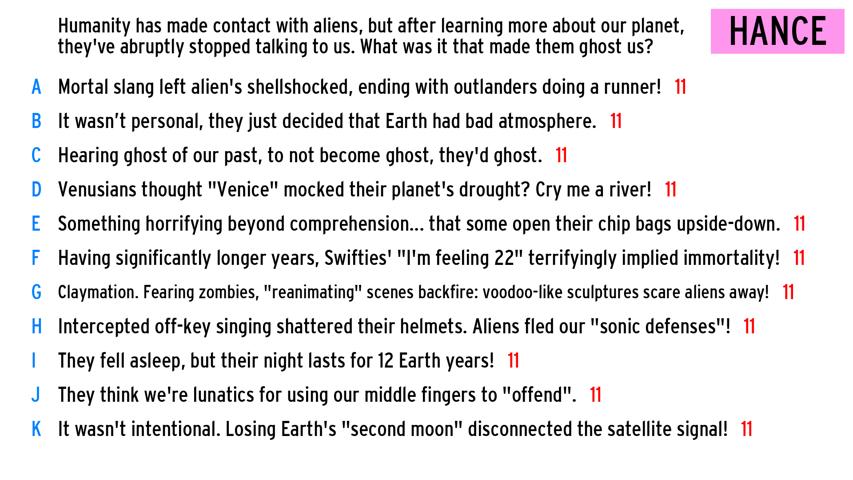 Humanity has made contact with aliens, but after learning more about our planet,
they've abruptly stopped talking to us. What was it that made them ghost us?
HANCE
A Mortal slang left alien's shellshocked, ending with outlanders doing a runner! 11
B It wasn’t personal, they just decided that Earth had bad atmosphere. 11
C Hearing ghost of our past, to not become ghost, they'd ghost. 11
D Venusians thought "Venice" mocked their planet's drought? Cry me a river! 11
E Something horrifying beyond comprehension... that some open their chip bags upside-down. 11
F Having significantly longer years, Swifties' "I'm feeling 22" terrifyingly implied immortality! 11
G Claymation. Fearing zombies, "reanimating" scenes backfire: voodoo-like sculptures scare aliens away! 11
H Intercepted off-key singing shattered their helmets. Aliens fled our "sonic defenses"! 11
I They fell asleep, but their night lasts for 12 Earth years! 11
J They think we're lunatics for using our middle fingers to "offend". 11
K It wasn't intentional. Losing Earth's "second moon" disconnected the satellite signal! 11